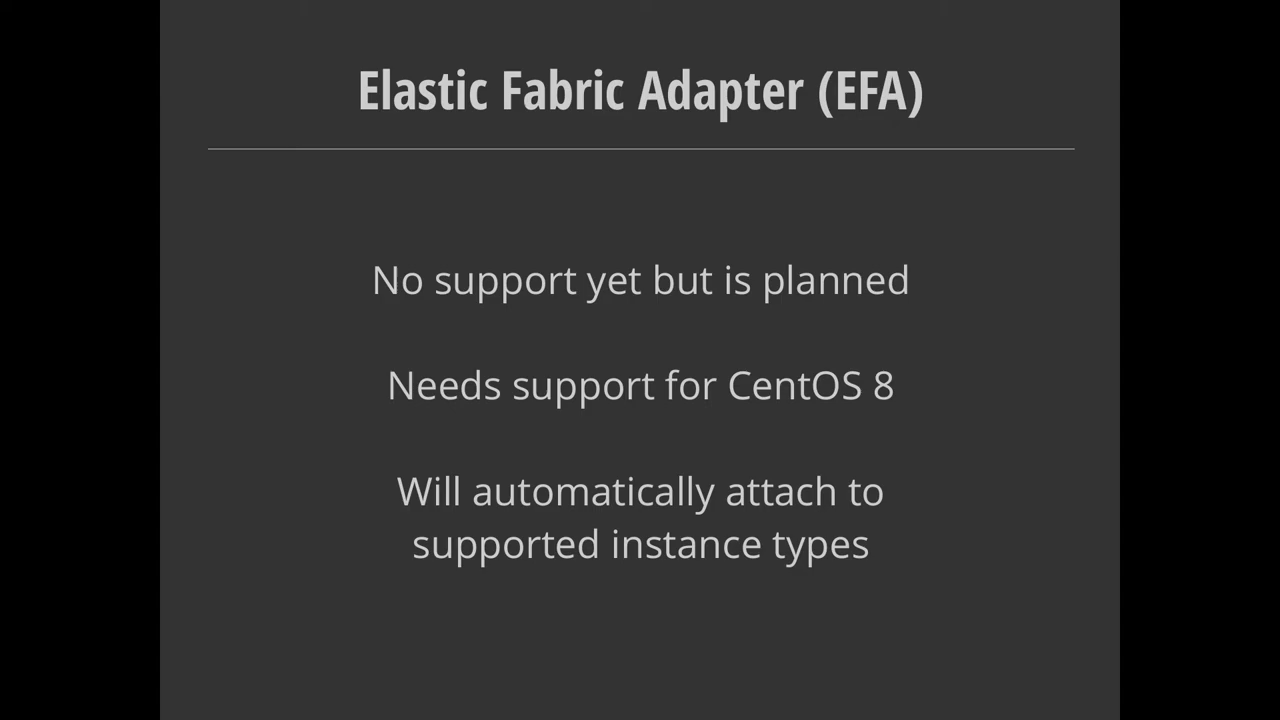 Elastic Fabric Adapter (EFA)
No support yet but is planned
Needs support for CentOS 8
Will automatically attach to
supported instance types